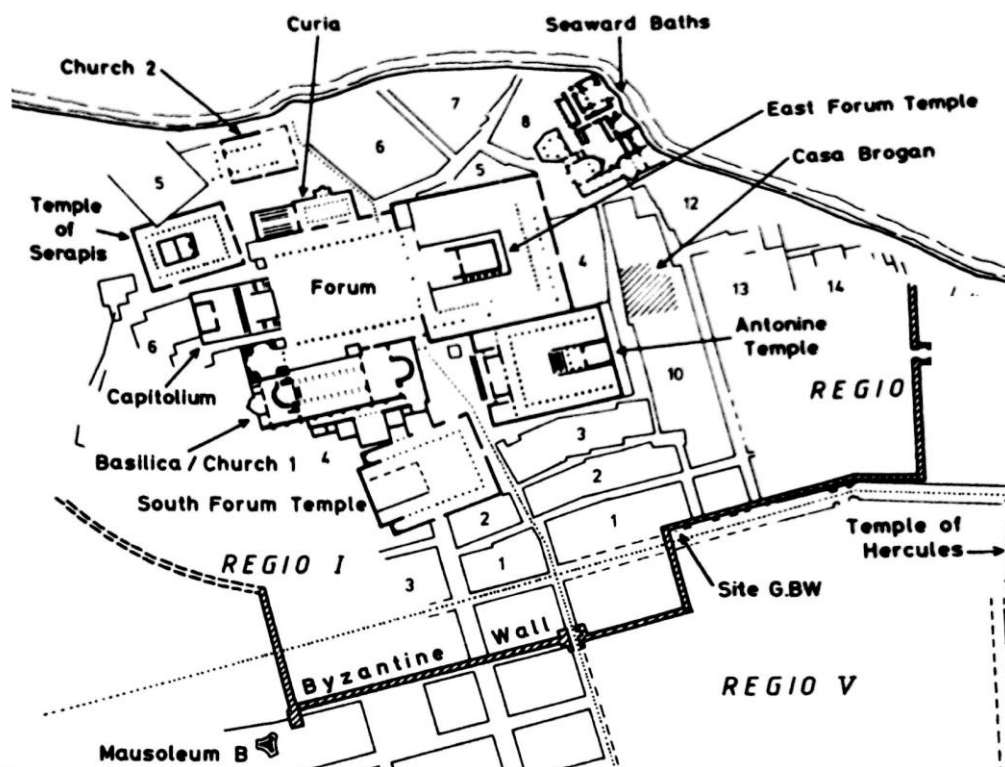 Curia
Seaward Baths
Church 2
7
East Forum Temple
8
6
Casa Brogan
5
5
12
Temple
of
Serapis
4
Forum
13
14
6
Antonine
Temple
10
REGIO
Capitolium
3
Basilica / Church 1
4
2
South Forum Temple
2
1
Temple of
Hercules
REGIO I
1
3
Site G.BW
Byzantine Wall
REGIO V
Mausoleum B